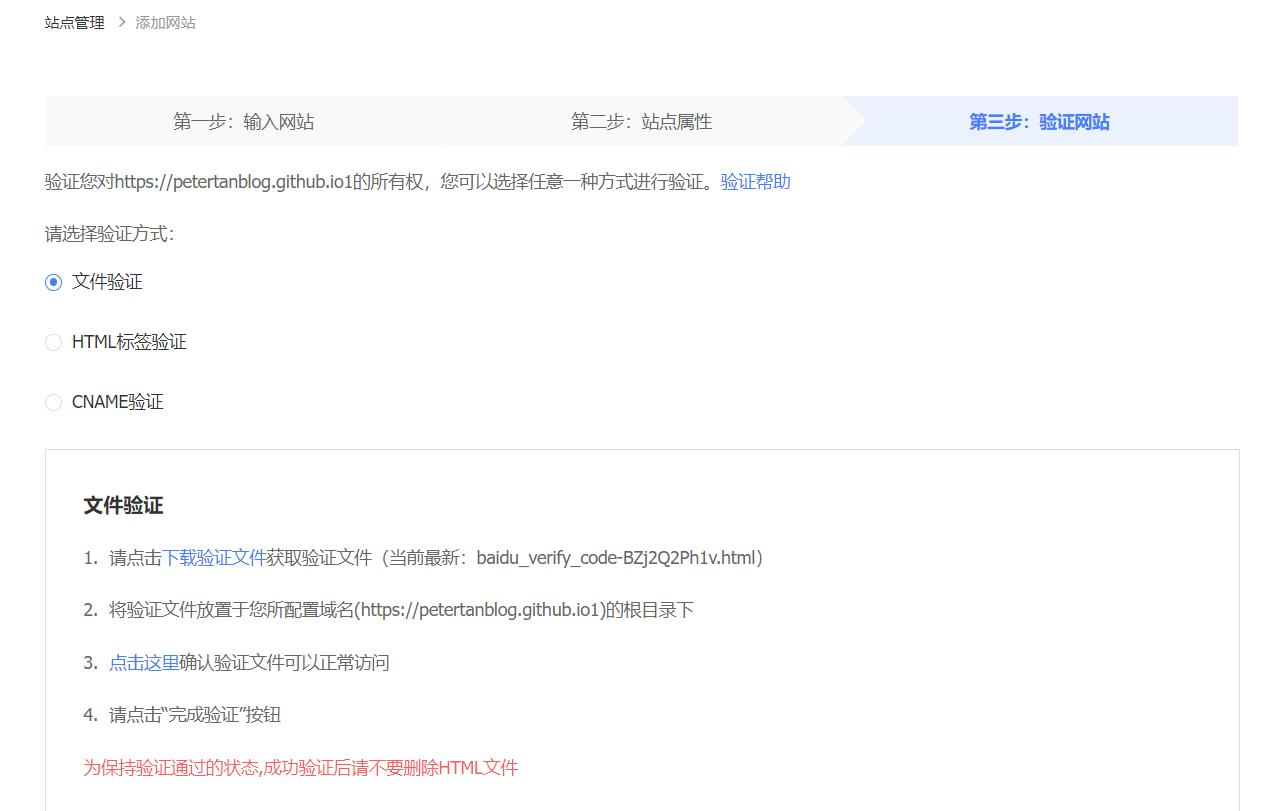 站点管理 > 添加网站
第一步：输入网站 第二步：站点属性 第三步：验证网站
验证您对https://petertanblog.github.io1的所有权，您可以选择任意一种方式进行验证。验证帮助
请选择验证方式：
文件验证
HTML标签验证
CNAME验证
文件验证
1. 请点击下载验证文件获取验证文件（当前最新：baidu_verify_code-BZj2Q2Ph1v.html）
2. 将验证文件放置于您所配置域名(https://petertanblog.github.io1)的根目录下
3. 点击这里确认验证文件可以正常访问
4. 请点击“完成验证”按钮
为保持验证通过的状态,成功验证后请不要删除HTML文件